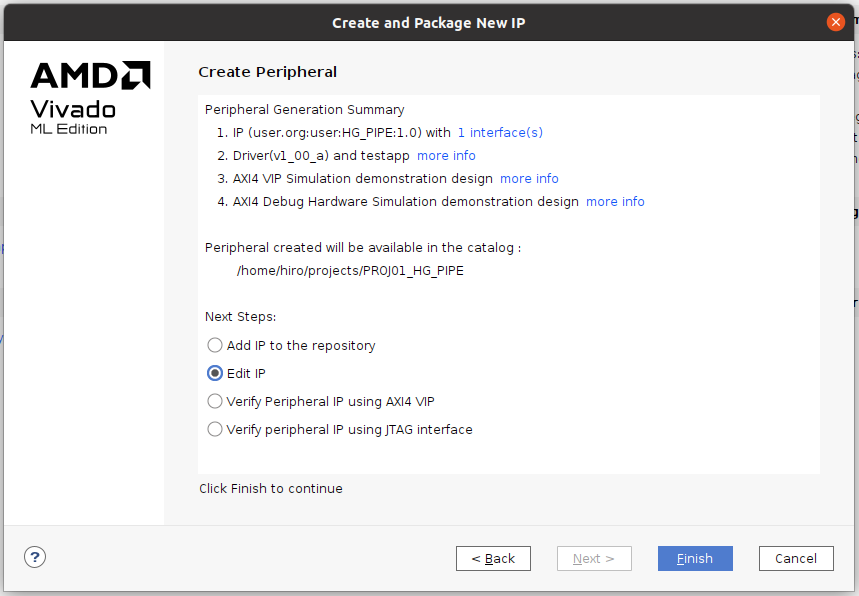 Create and Package New IP
AMD
Vivado
ML Edition
Create Peripheral
Peripheral Generation Summary
1. IP (user.org:user:HG_PIPE:1.0) with 1 interface(s)
2. Driver(v1_00_a) and testapp more info
3. AXI4 VIP Simulation demonstration design more info
4. AXI4 Debug Hardware Simulation demonstration design more info
Peripheral created will be available in the catalog :
/home/hiro/projects/PROJ01_HG_PIPE
Next Steps:
Add IP to the repository
Edit IP
Verify Peripheral IP using AXI4 VIP
Verify peripheral IP using JTAG interface
Click Finish to continue
?
< Back
Next >
Finish
Cancel